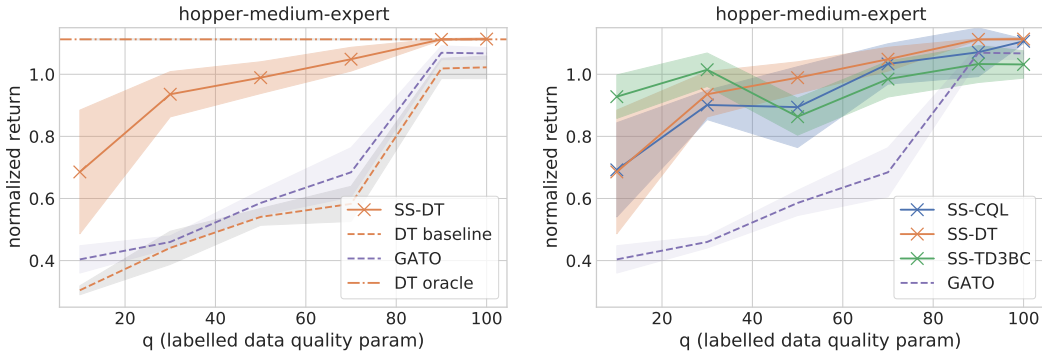 hopper-medium-expert
normalized return
1.0
0.8
0.6
0.4
20
40
60
80
100
q (labelled data quality param)
SS-DT
DT baseline
GATO
DT oracle
hopper-medium-expert
normalized return
1.0
0.8
0.6
0.4
20
40
60
80
100
q (labelled data quality param)
SS-CQL
SS-DT
SS-TD3BC
GATO